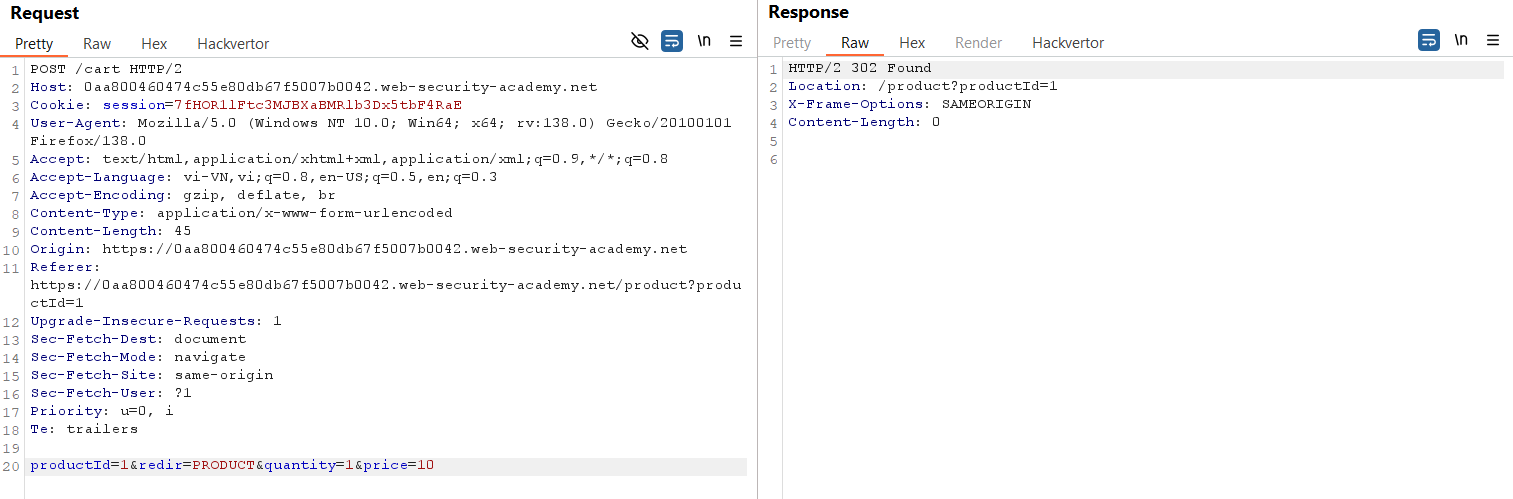 Request
Pretty Raw Hex Hackvertor \n
1 POST /cart HTTP/2
2 Host: 0aa800460474c55e80db67f5007b0042.web-security-academy.net
3 Cookie: session=7fHORllFtc3MJBXaBMRlb3Dx5tbF4RaE
4 User-Agent: Mozilla/5.0 (Windows NT 10.0; Win64; x64; rv:138.0) Gecko/20100101
Firefox/138.0
5 Accept: text/html,application/xhtml+xml,application/xml;q=0.9,*/*;q=0.8
6 Accept-Language: vi-VN,vi;q=0.8,en-US;q=0.5,en;q=0.3
7 Accept-Encoding: gzip, deflate, br
8 Content-Type: application/x-www-form-urlencoded
9 Content-Length: 45
10 Origin: https://0aa800460474c55e80db67f5007b0042.web-security-academy.net
11 Referer:
https://0aa800460474c55e80db67f5007b0042.web-security-academy.net/product?produ
ctId=1
12 Upgrade-Insecure-Requests: 1
13 Sec-Fetch-Dest: document
14 Sec-Fetch-Mode: navigate
15 Sec-Fetch-Site: same-origin
16 Sec-Fetch-User: ?1
17 Priority: u=0, i
18 Te: trailers
19
20 productId=1&redir=PRODUCT&quantity=1&price=10
Response
Pretty Raw Hex Render Hackvertor \n
1 HTTP/2 302 Found
2 Location: /product?productId=1
3 X-Frame-Options: SAMEORIGIN
4 Content-Length: 0
5
6